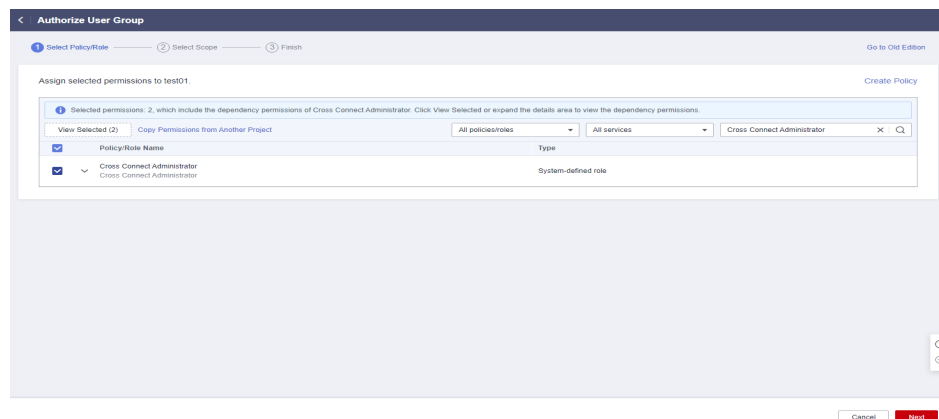 Authorize User Group
1 Select Policy/Role 2 Select Scope 3 Finish Go to Old Edition
Assign selected permissions to test01. Create Policy
Selected permissions: 2, which include the dependency permissions of Cross Connect Administrator. Click View Selected or expand the details area to view the dependency permissions.
View Selected (2) Copy Permissions from Another Project All policies/roles All services Cross Connect Administrator
Policy/Role Name Type
Cross Connect Administrator
Cross Connect Administrator System-defined role
Cancel Next